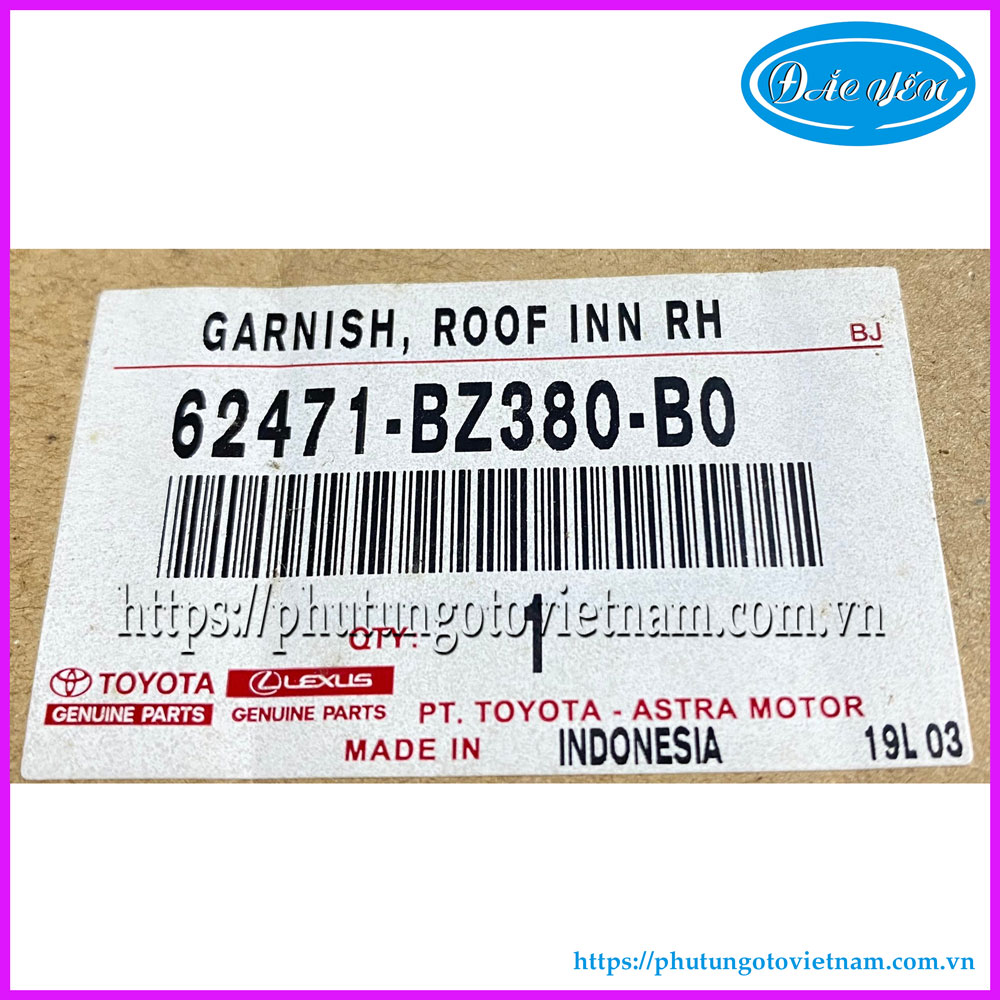 ĐẮC YẾN
GARNISH, ROOF INN RH
BJ
62471-BZ380-B0
https://phutungotovietnam.com.vn
QTY: 1
TOYOTA LEXUS
GENUINE PARTS GENUINE PARTS PT. TOYOTA - ASTRA MOTOR
MADE IN INDONESIA 19L 03
https://phutungotovietnam.com.vn